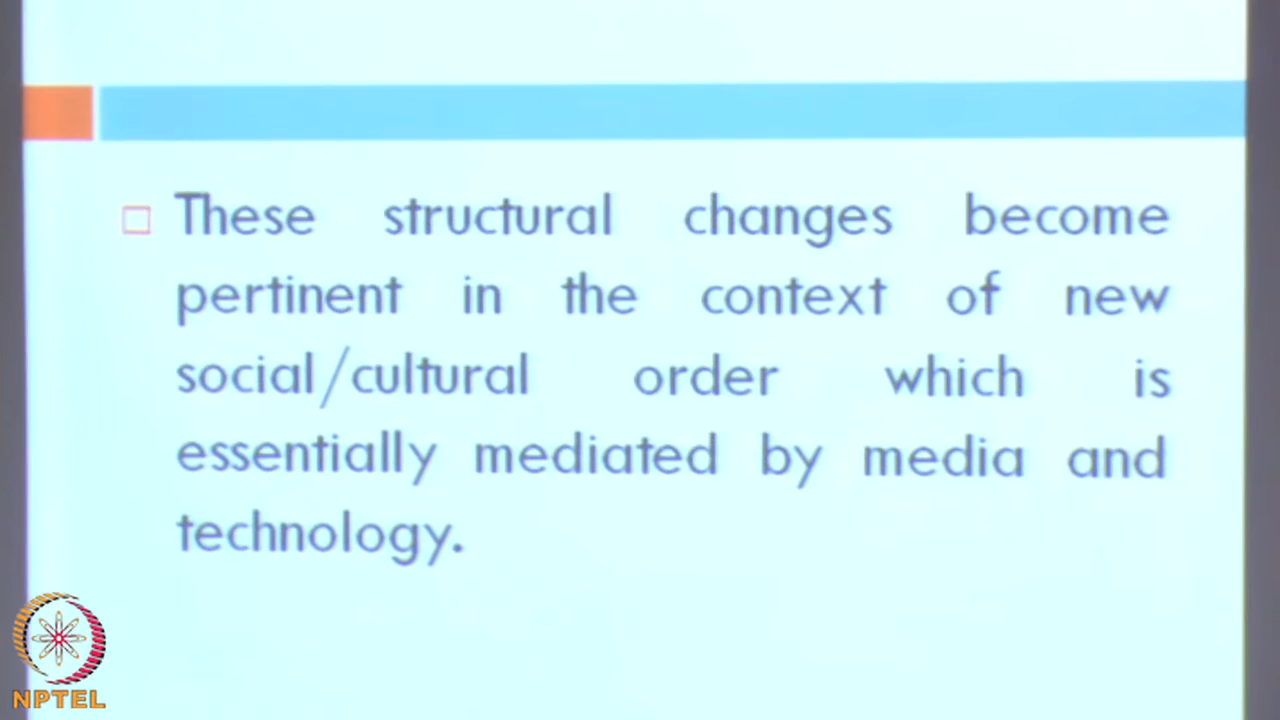 These structural changes become
pertinent in the context of new
social/cultural order which is
essentially mediated by media and
technology.
NPTEL